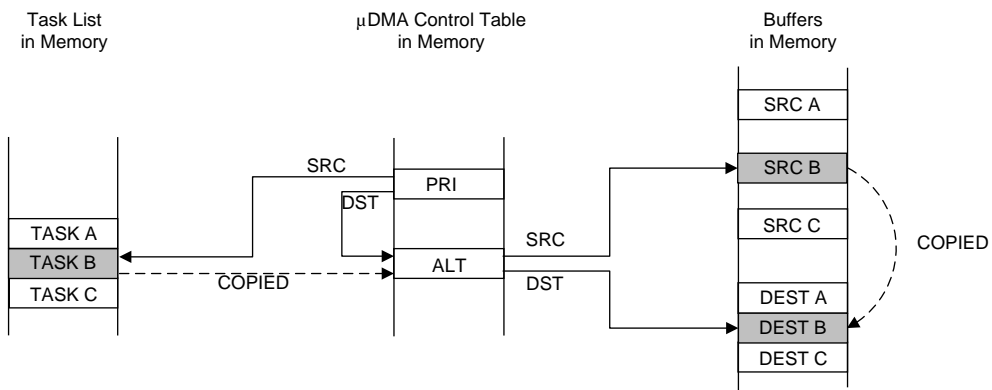 Task List
in Memory
µDMA Control Table
in Memory
Buffers
in Memory
SRC A
SRC
SRC B
PRI
DST
TASK A
SRC C
SRC
COPIED
TASK B
ALT
COPIED
DST
TASK C
DEST A
DEST B
DEST C